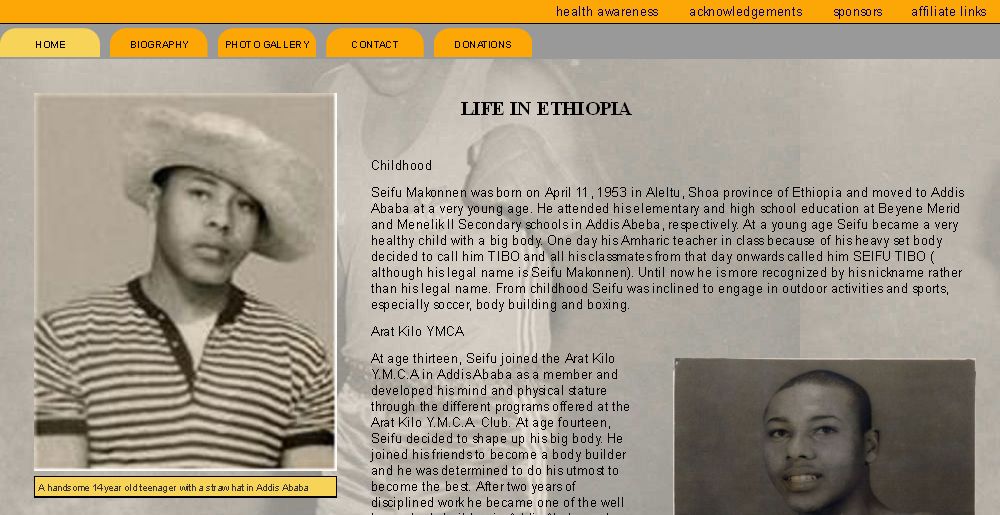 health awareness acknowledgements sponsors affiliate links
HOME BIOGRAPHY PHOTO GALLERY CONTACT DONATIONS
LIFE IN ETHIOPIA
Childhood
Seifu Makonnen was born on April 11, 1953 in Aleltu, Shoa province of Ethiopia and moved to Addis
Ababa at a very young age. He attended his elementary and high school education at Beyene Merid
and Menelik II Secondary schools in Addis Abeba, respectively. At a young age Seifu became a very
healthy child with a big body. One day his Amharic teacher in class because of his heavy set body
decided to call him TIBO and all his classmates from that day onwards called him SEIFU TIBO (
although his legal name is Seifu Makonnen). Until now he is more recognized by his nickname rather
than his legal name. From childhood Seifu was inclined to engage in outdoor activities and sports,
especially soccer, body building and boxing.
Arat Kilo YMCA
At age thirteen, Seifu joined the Arat Kilo
Y.M.C.A in Addis Ababa as a member and
developed his mind and physical stature
through the different programs offered at the
Arat Kilo Y.M.C.A. Club. At age fourteen,
Seifu decided to shape up his big body. He
joined his friends to become a body builder
and he was determined to do his utmost to
become the best. After two years of
disciplined work he became one of the well
A handsome 14 year old teenager with a straw hat in Addis Ababa